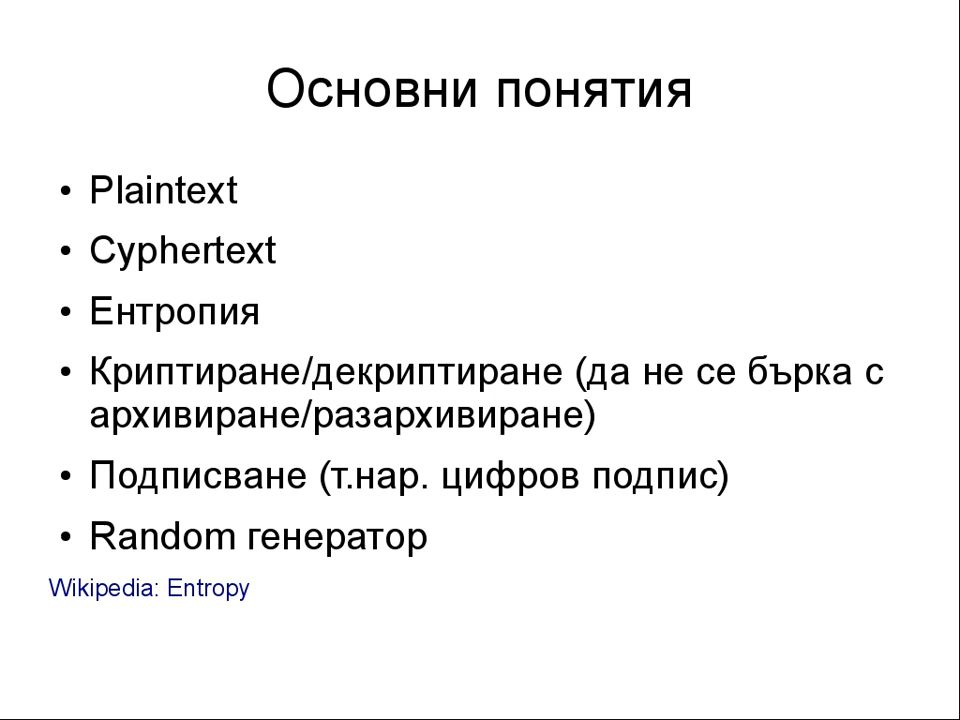 Основни понятия
• Plaintext
• Cyphertext
• Ентропия
• Криптиране/декриптиране (да не се бърка с
архивиране/разархивиране)
• Подписване (т.нар. цифров подпис)
• Random генератор
Wikipedia: Entropy